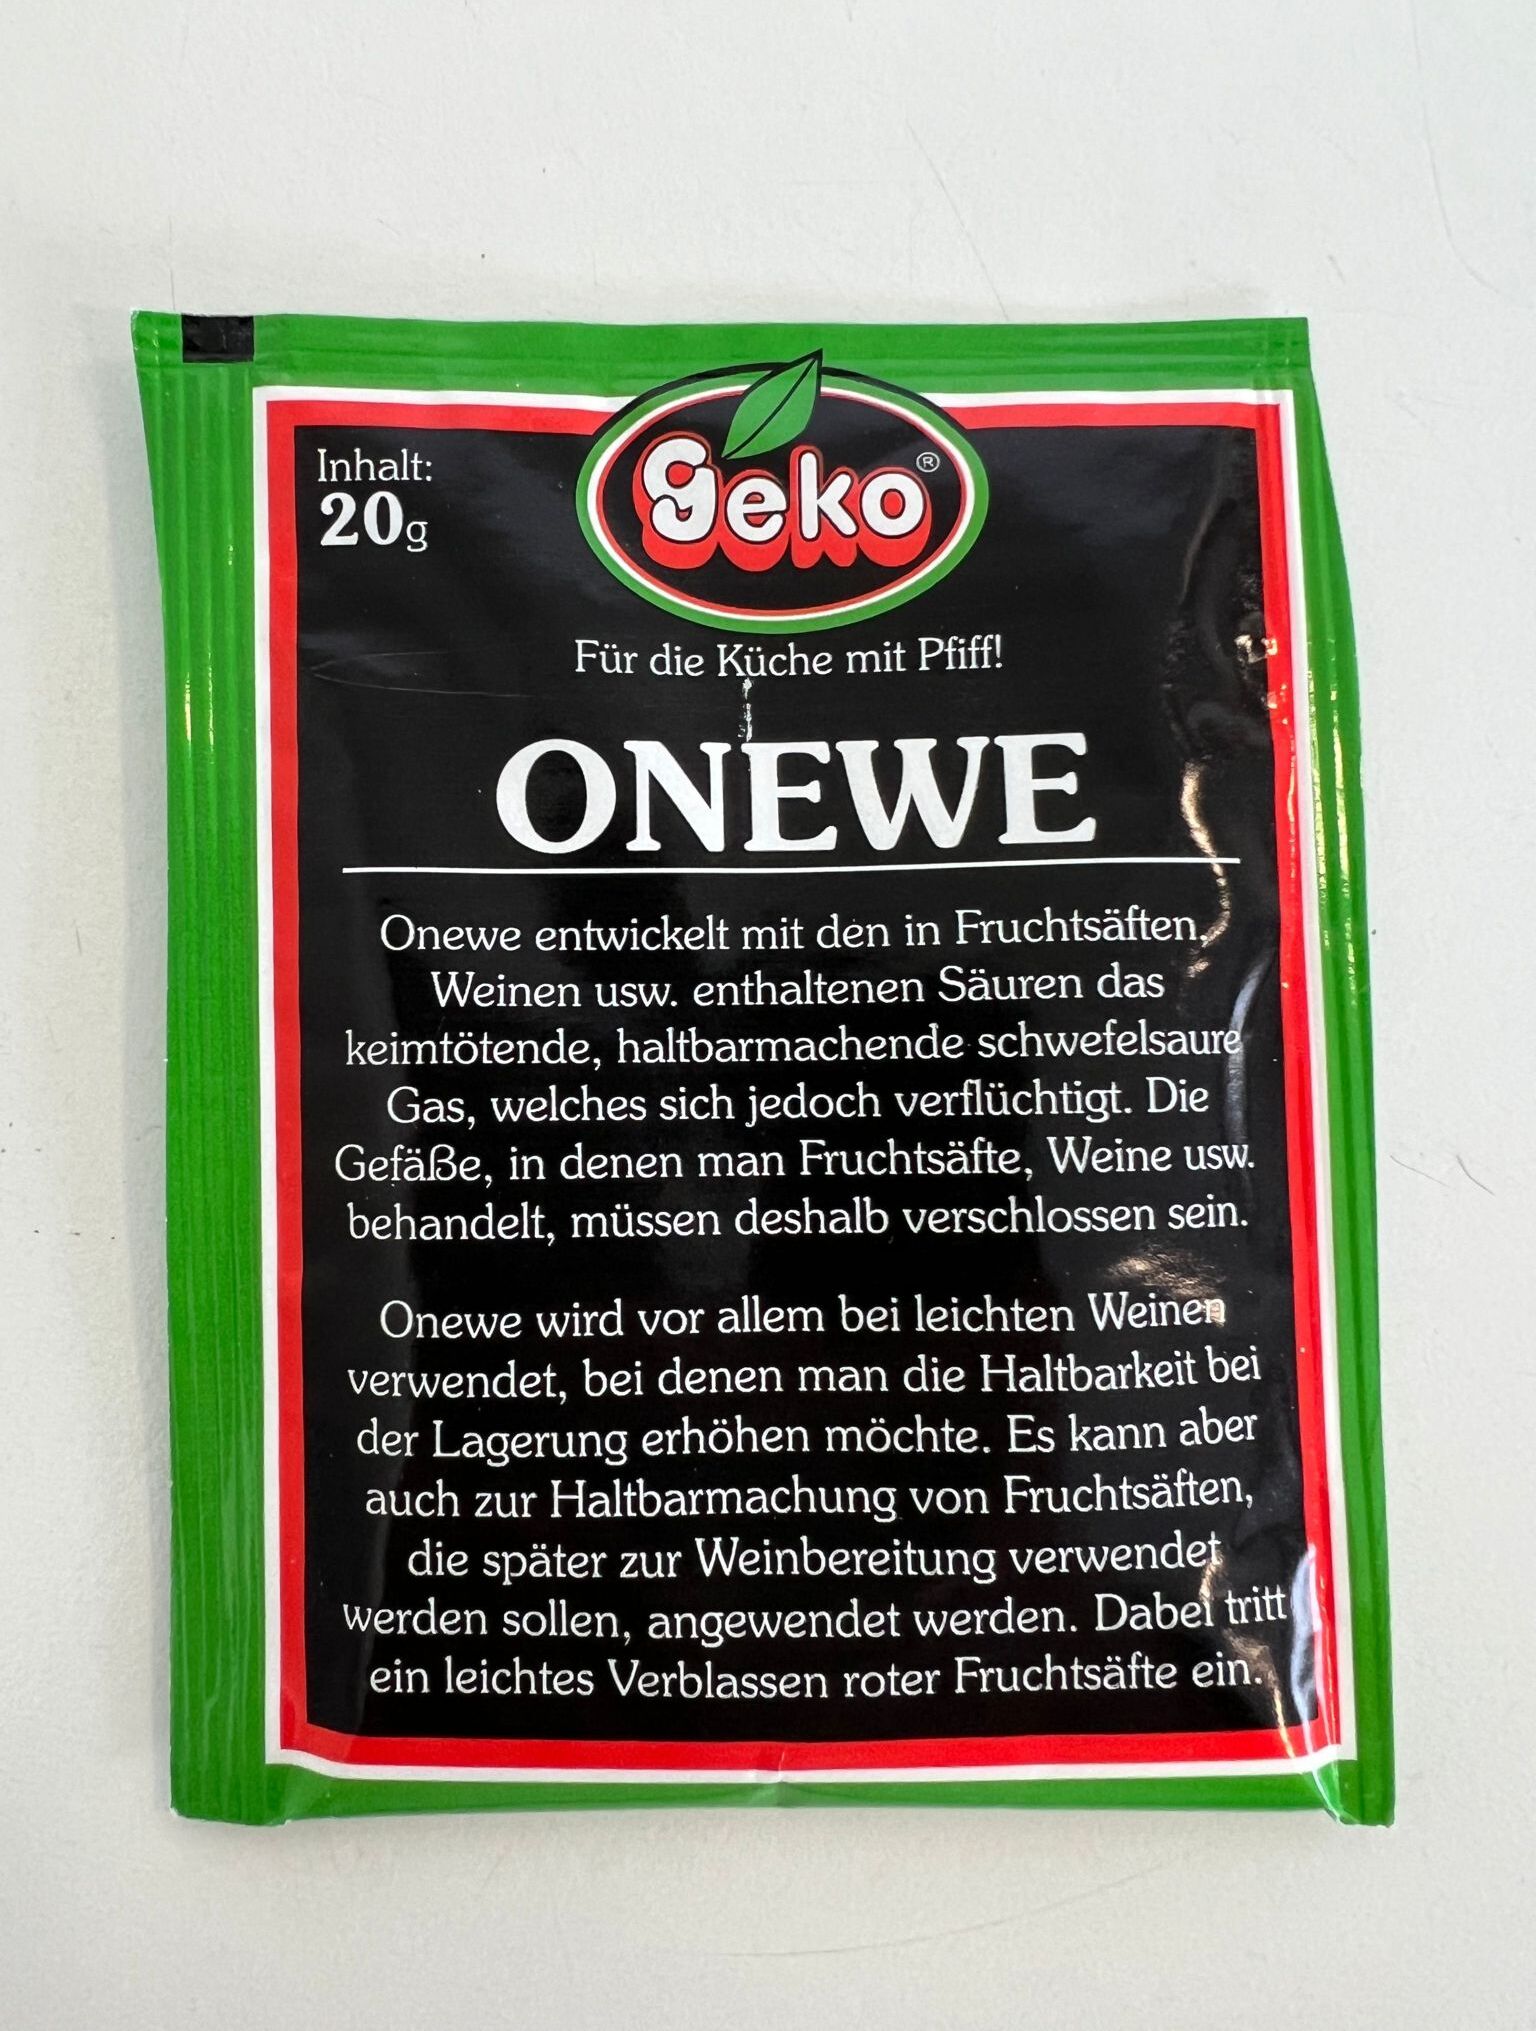 Inhalt:
20g
geko®
Für die Küche mit Pfiff!
ONEWE
Onewe entwickelt mit den in Fruchtsäften,
Weinen usw. enthaltenen Säuren das
keimtötende, haltbarmachende schwefelsaure
Gas, welches sich jedoch verflüchtigt. Die
Gefäße, in denen man Fruchtsäfte, Weine usw.
behandelt, müssen deshalb verschlossen sein.
Onewe wird vor allem bei leichten Weinen
verwendet, bei denen man die Haltbarkeit bei
der Lagerung erhöhen möchte. Es kann aber
auch zur Haltbarmachung von Fruchtsäften,
die später zur Weinbereitung verwendet
werden sollen, angewendet werden. Dabei tritt
ein leichtes Verblassen roter Fruchtsäfte ein.